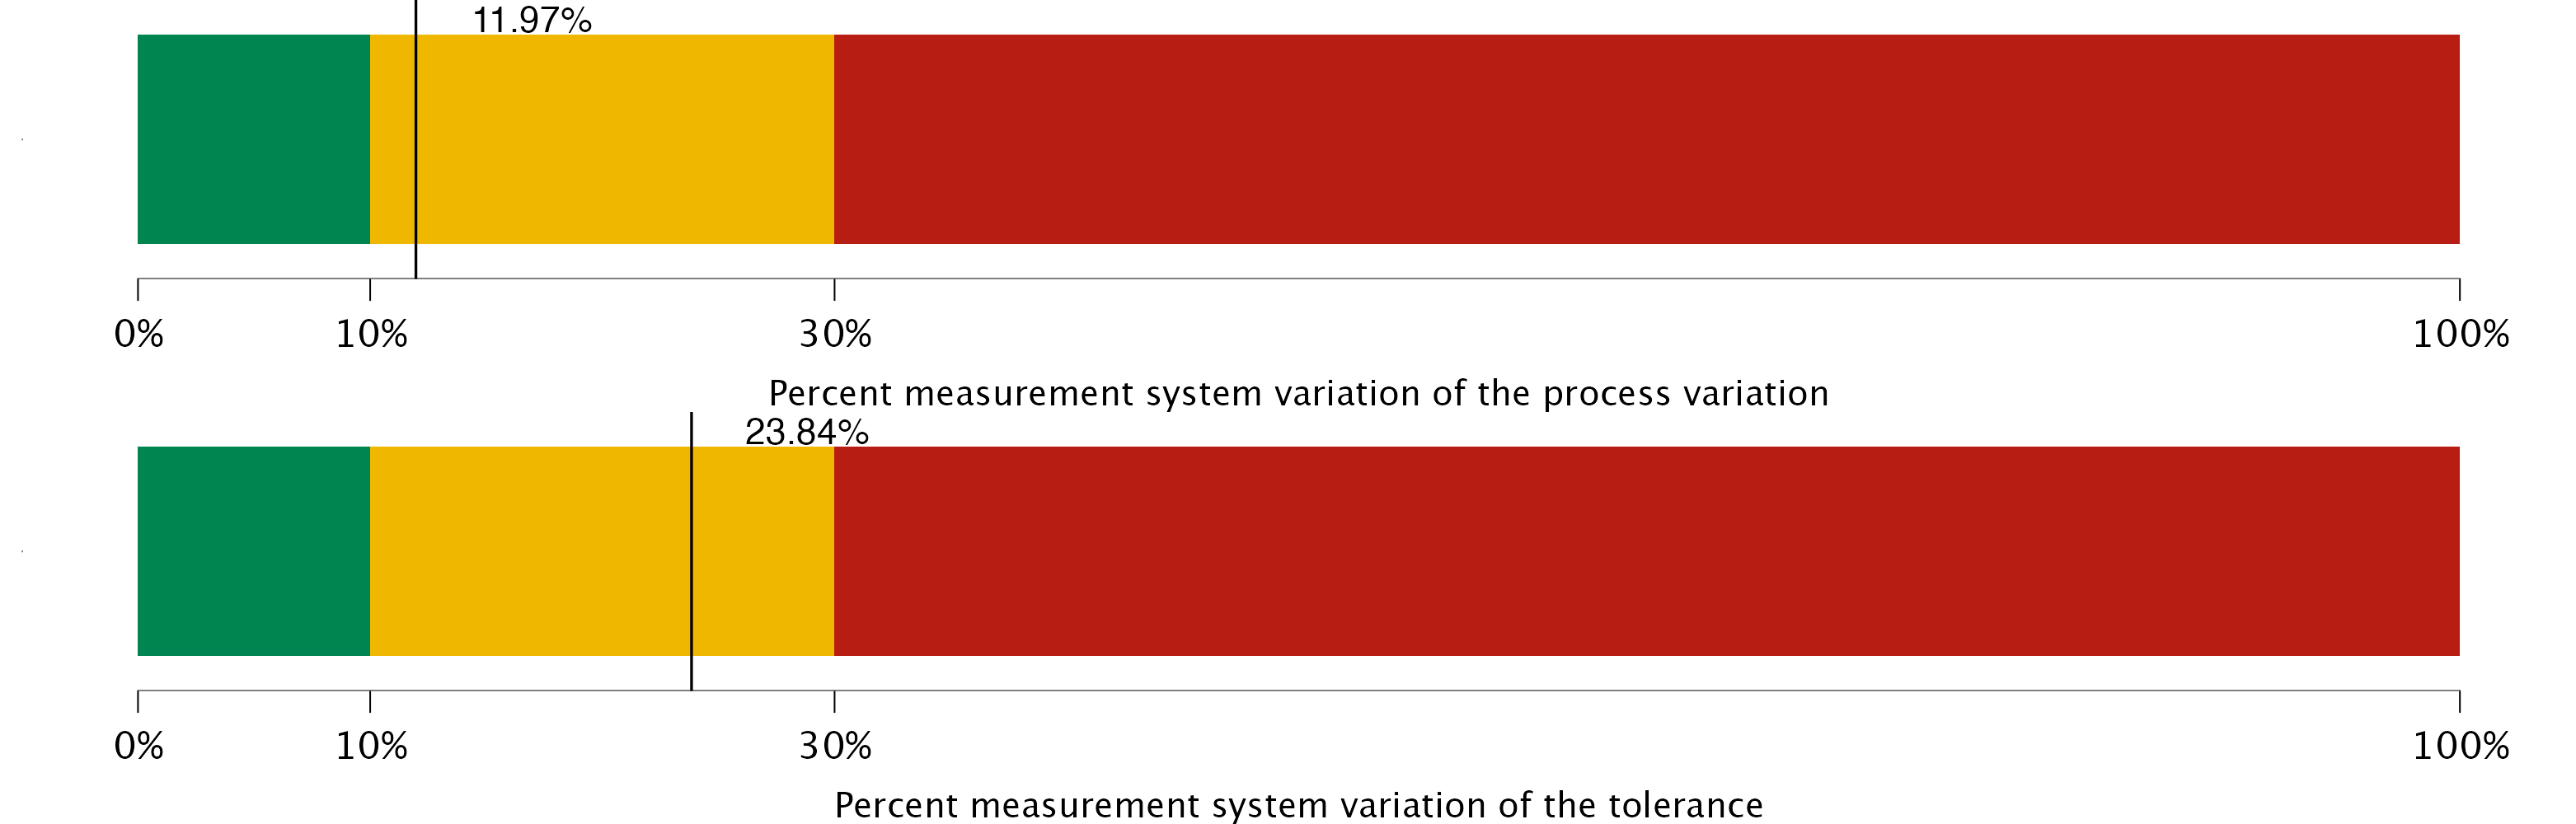 11.97%
0% 10% 30% 100%
Percent measurement system variation of the process variation
23.84%
0% 10% 30% 100%
Percent measurement system variation of the tolerance